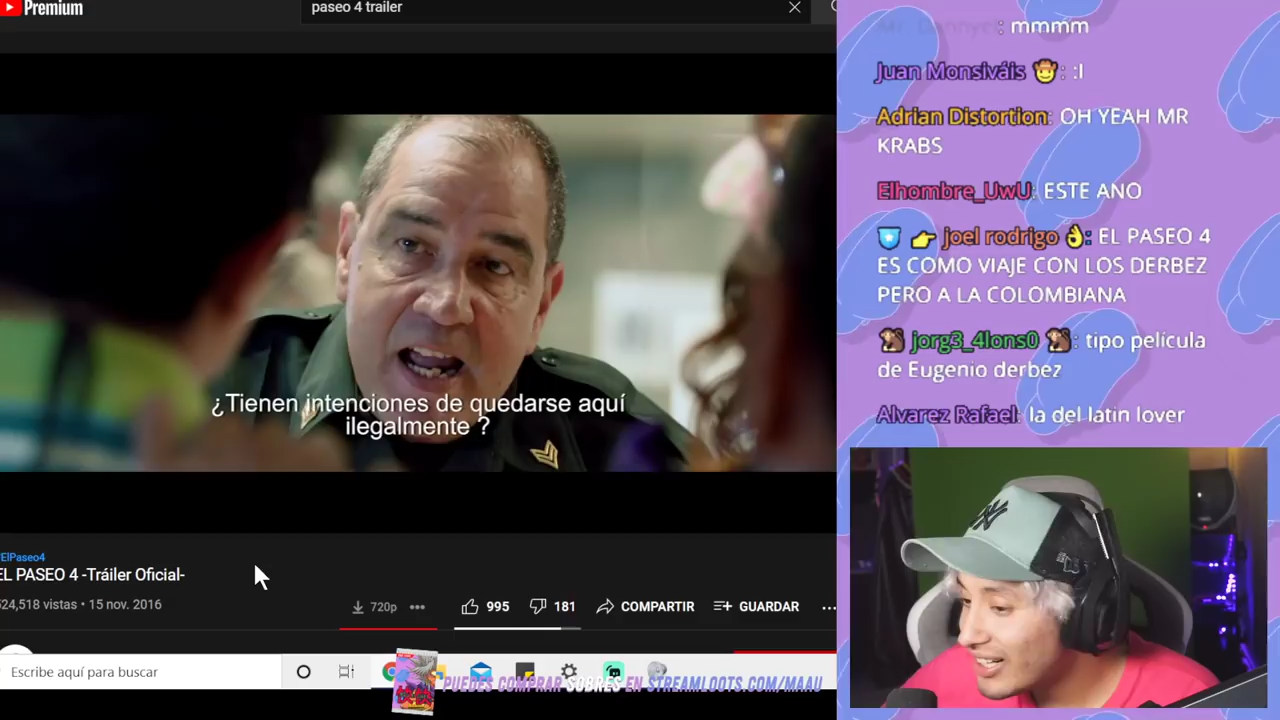 Premium
paseo 4 trailer
¿Tienen intenciones de quedarse aquí
ilegalmente ?
ElPaseo4
EL PASEO 4 -Tráiler Oficial-
524,518 vistas • 15 nov. 2016
720p
995
181
COMPARTIR
GUARDAR
Escribe aquí para buscar
PUEDES COMPRAR SOBRES EN STREAMLOOTS.COM/MAAU
: mmmm
Juan Monsiváis 🤠: :l
Adrian Distortion: OH YEAH MR
KRABS
Elhombre_UwU: ESTE ANO
👉 joel rodrigo 👌: EL PASEO 4
ES COMO VIAJE CON LOS DERBEZ
PERO A LA COLOMBIANA
🐒 jorg3_4lons0 🐒: tipo pelicula
de Eugenio derbez
Alvarez Rafael: la del latin lover